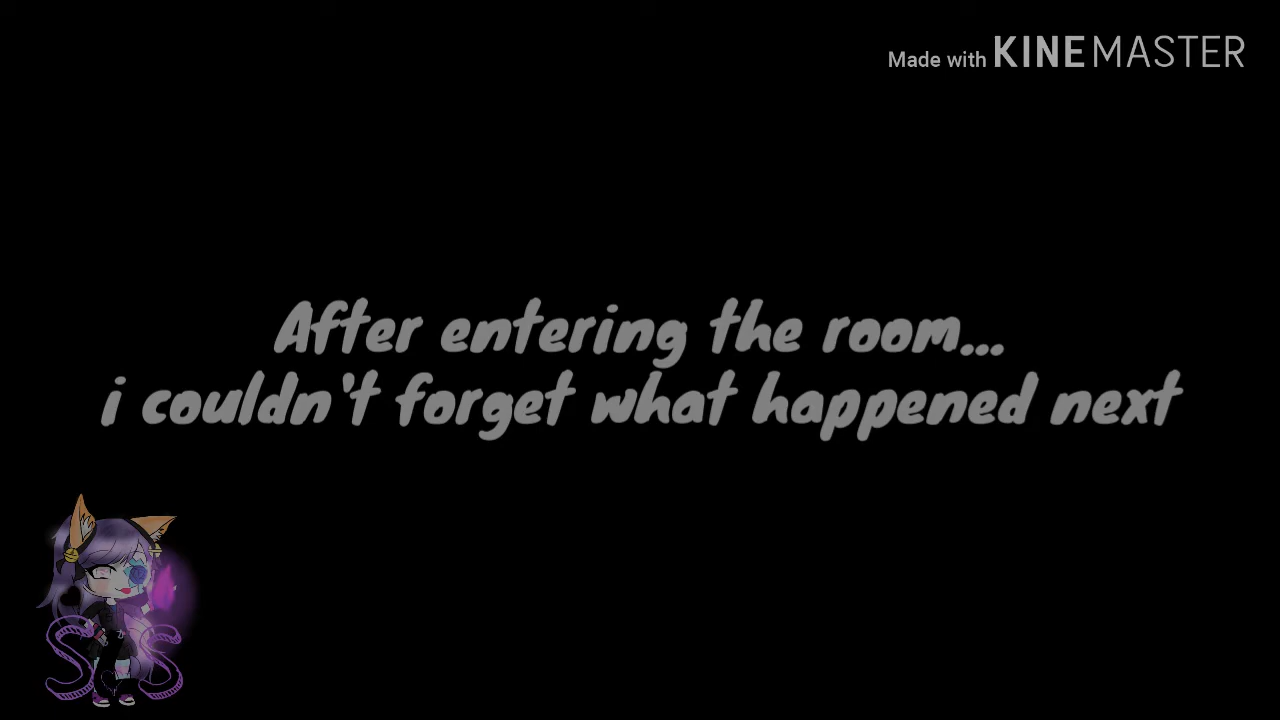 Made with KINEMASTER
After entering the room...
i couldn't forget what happened next
S S